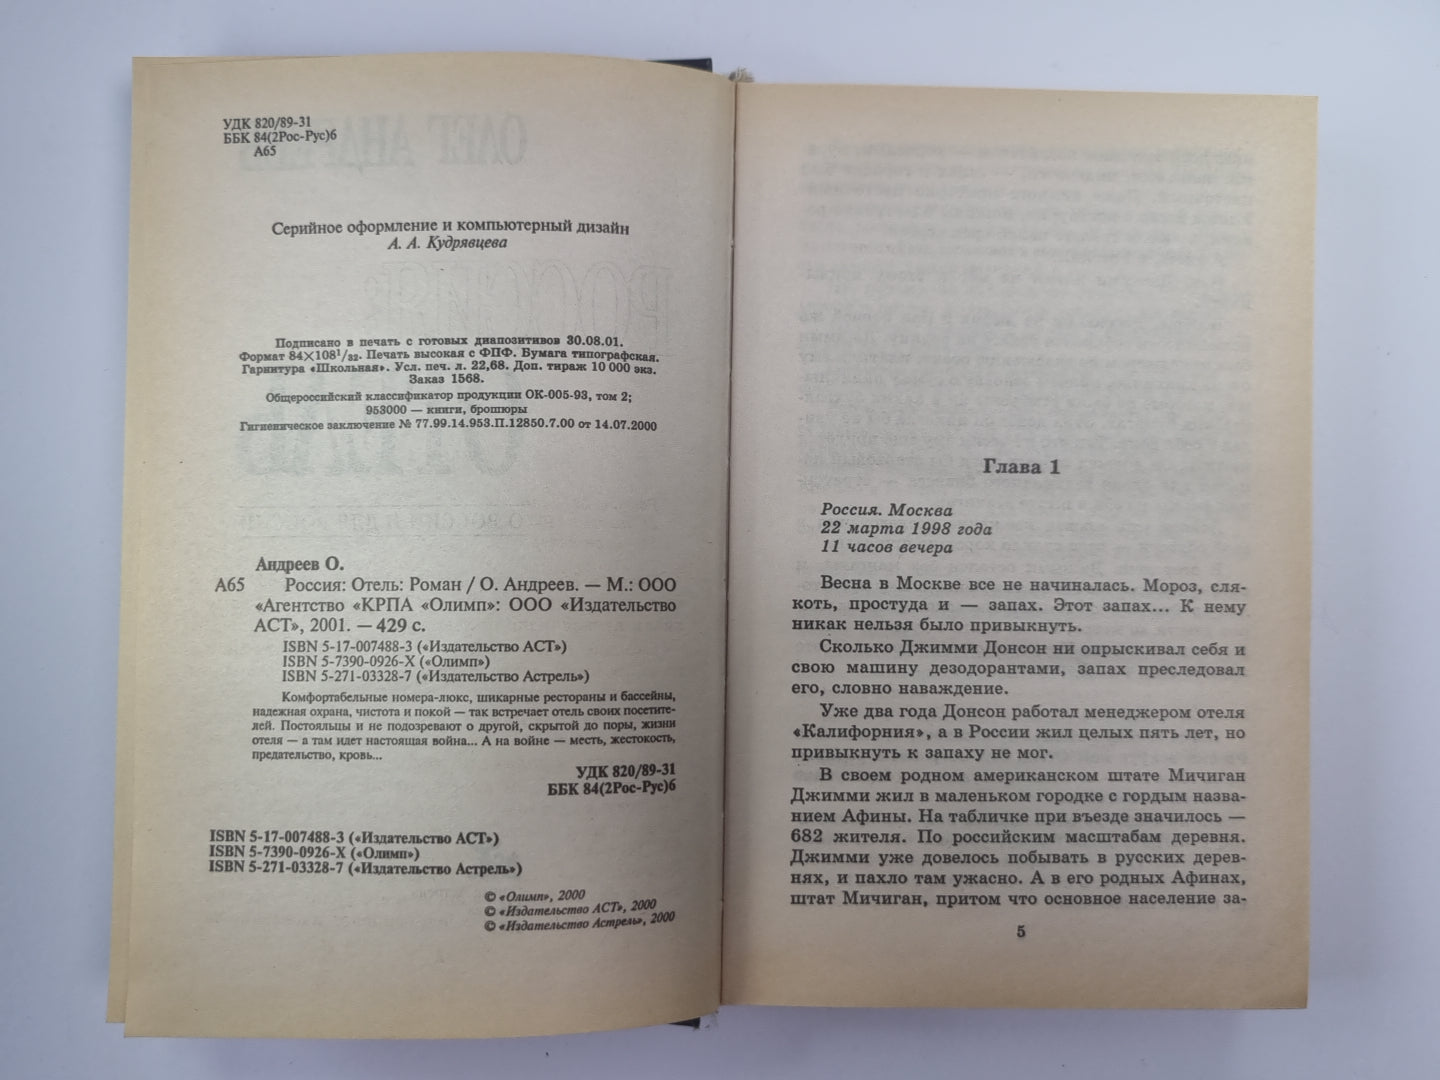 УДК 820/89-31
ББК 84(2Рос-Рус)6
А65
Серийное оформление и компьютерный дизайн
А. А. Кудрявцева
Подписано в печать с готовых диапозитивов 30.08.01.
Формат 84×108¹/₃₂. Печать высокая с ФПФ. Бумага типографская.
Гарнитура «Школьная». Усл. печ. л. 22,68. Доп. тираж 10 000 экз.
Заказ 1568.
Общероссийский классификатор продукции ОК-005-93, том 2;
953000 — книги, брошюры
Гигиеническое заключение № 77.99.14.953.П.12850.7.00 от 14.07.2000
Андреев О.
А65 Россия: Отель: Роман / О. Андреев. — М.: ООО
«Агентство «КРПА «Олимп»: ООО «Издательство
АСТ», 2001. — 429 с.
ISBN 5-17-007488-3 («Издательство АСТ»)
ISBN 5-7390-0926-X («Олимп»)
ISBN 5-271-03328-7 («Издательство Астрель»)
Комфортабельные номера-люкс, шикарные рестораны и бассейны,
надежная охрана, чистота и покой — так встречает отель своих посетите-
лей. Постояльцы и не подозревают о другой, скрытой до поры, жизни
отеля — а там идет настоящая война... А на войне — месть, жестокость,
предательство, кровь...
УДК 820/89-31
ББК 84(2Рос-Рус)6
ISBN 5-17-007488-3 («Издательство АСТ»)
ISBN 5-7390-0926-X («Олимп»)
ISBN 5-271-03328-7 («Издательство Астрель»)
© «Олимп», 2000
© «Издательство АСТ», 2000
© «Издательство Астрель», 2000
Глава 1
Россия. Москва
22 марта 1998 года
11 часов вечера
Весна в Москве все не начиналась. Мороз, сля-
коть, простуда и — запах. Этот запах... К нему
никак нельзя было привыкнуть.
Сколько Джимми Донсон ни опрыскивал себя и
свою машину дезодорантами, запах преследовал
его, словно наваждение.
Уже два года Донсон работал менеджером отеля
«Калифорния», а в России жил целых пять лет, но
привыкнуть к запаху не мог.
В своем родном американском штате Мичиган
Джимми жил в маленьком городке с гордым назва-
нием Афины. На табличке при въезде значилось —
682 жителя. По российским масштабам деревня.
Джимми уже довелось побывать в русских дерев-
нях, и пахло там ужасно. А в его родных Афинах,
штат Мичиган, притом что основное население за-
5